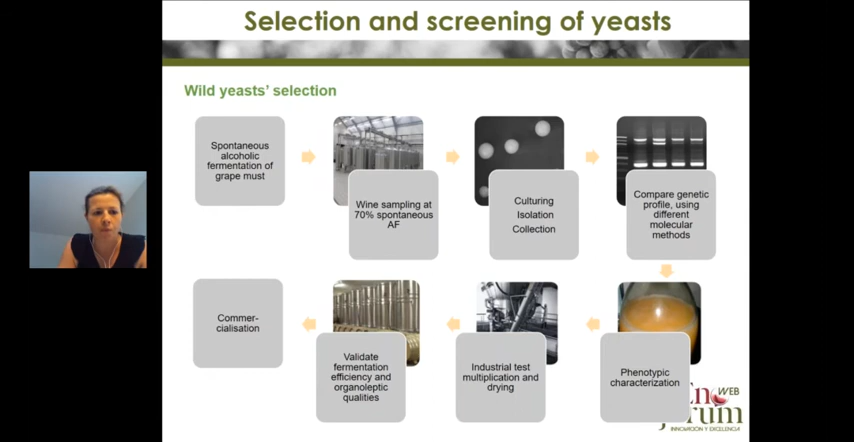 Selection and screening of yeasts
Wild yeasts' selection
Spontaneous
alcoholic
fermentation of
grape must
Wine sampling at
70% spontaneous
AF
Culturing
Isolation
Collection
Compare genetic
profile, using
different
molecular
methods
Phenotypic
characterization
Industrial test
multiplication and
drying
Validate
fermentation
efficiency and
organoleptic
qualities
Commer-
cialisation
WEB
INNOVACIÓN Y EXCELENCIA